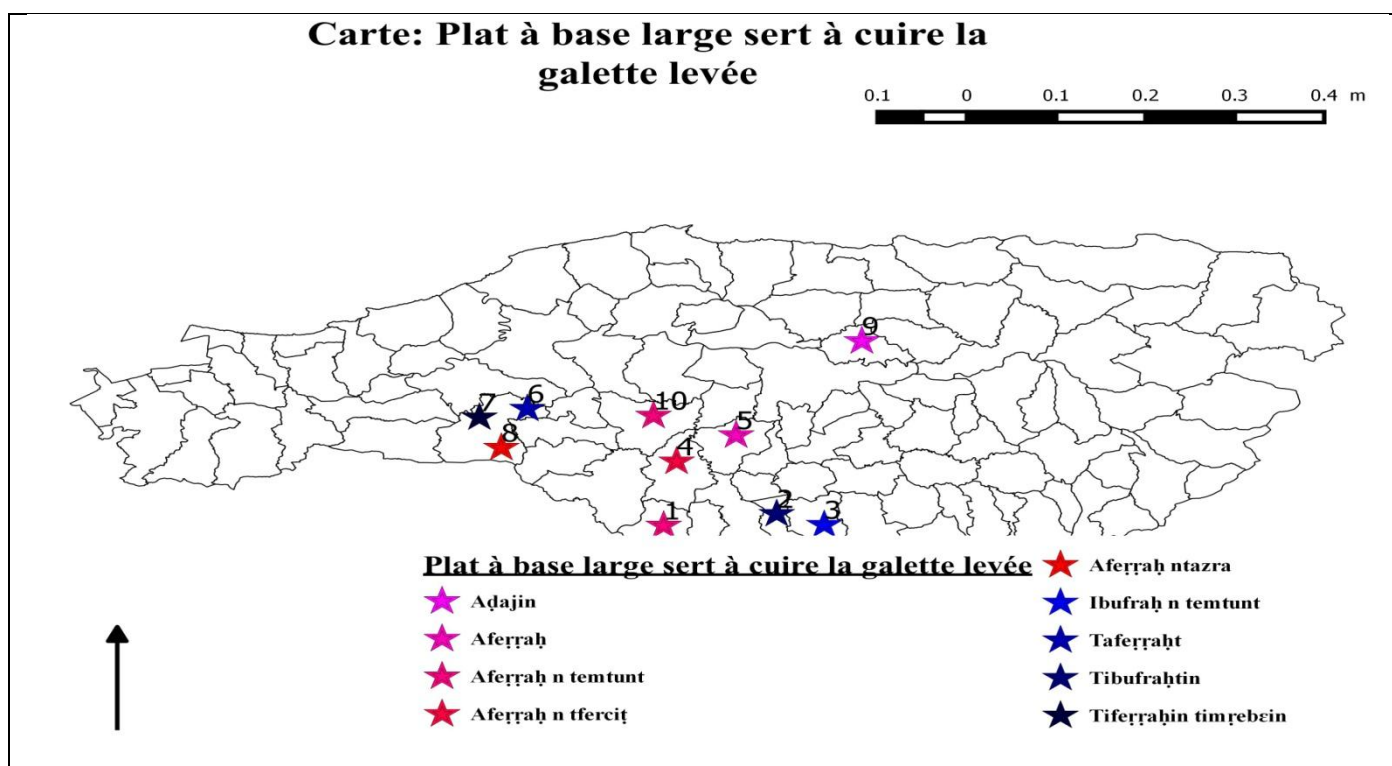 Carte: Plat à base large sert à cuire la
galette levée
0.1 0 0.1 0.2 0.3 0.4 m
9
7 6
10
8
5
4
1
2
3
Plat à base large sert à cuire la galette levée
Aḍajin
Afeṛṛaḥ
Afeṛṛaḥ n temtunt
Afeṛṛaḥ n tferciṭ
Afeṛṛaḥ ntazra
Ibufraḥ n temtunt
Tafeṛṛaḥt
Tibufraḥtin
Tifeṛṛaḥin timṛebɛin